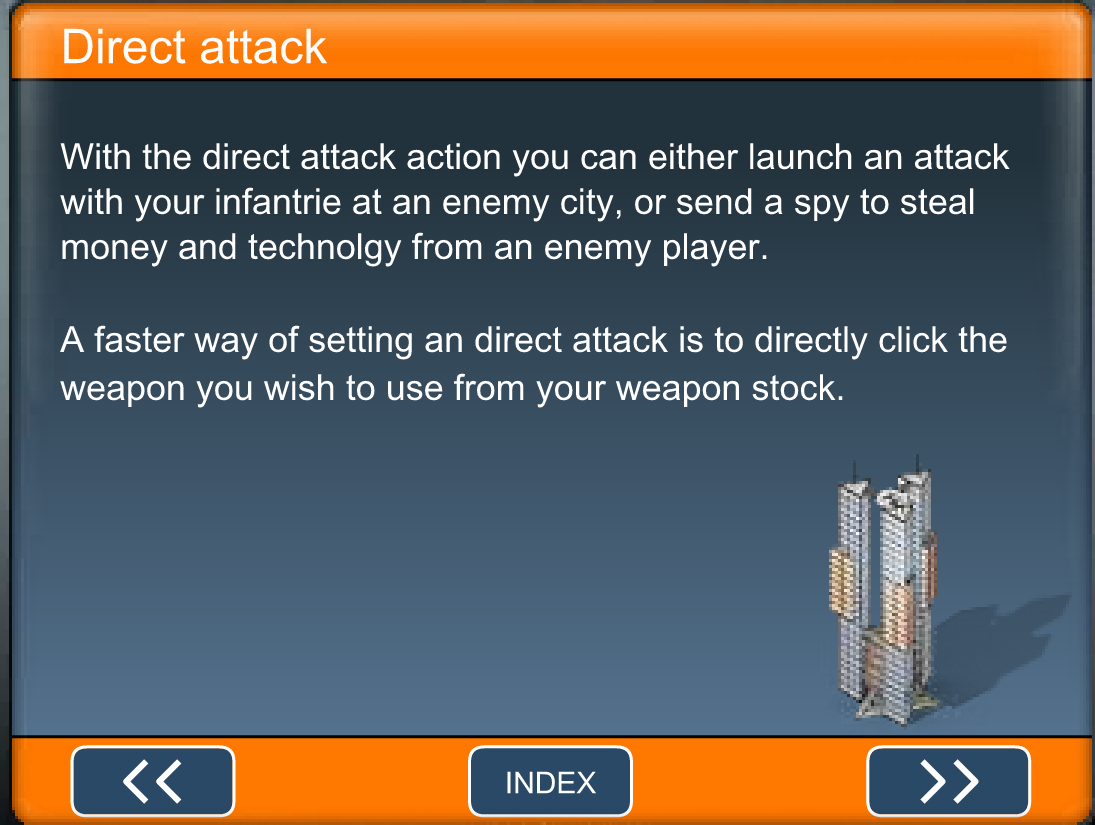 Direct attack
With the direct attack action you can either launch an attack
with your infantrie at an enemy city, or send a spy to steal
money and technolgy from an enemy player.
A faster way of setting an direct attack is to directly click the
weapon you wish to use from your weapon stock.
<< INDEX >>